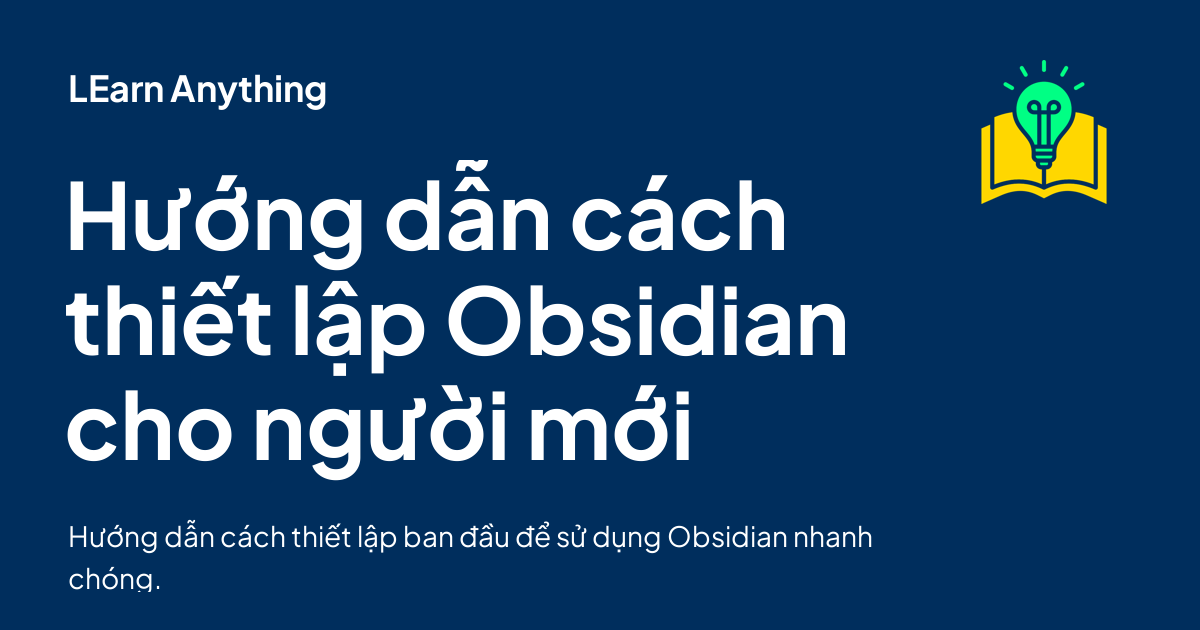 LEarn Anything
Hướng dẫn cách
thiết lập Obsidian
cho người mới
Hướng dẫn cách thiết lập ban đầu để sử dụng Obsidian nhanh
chóng.